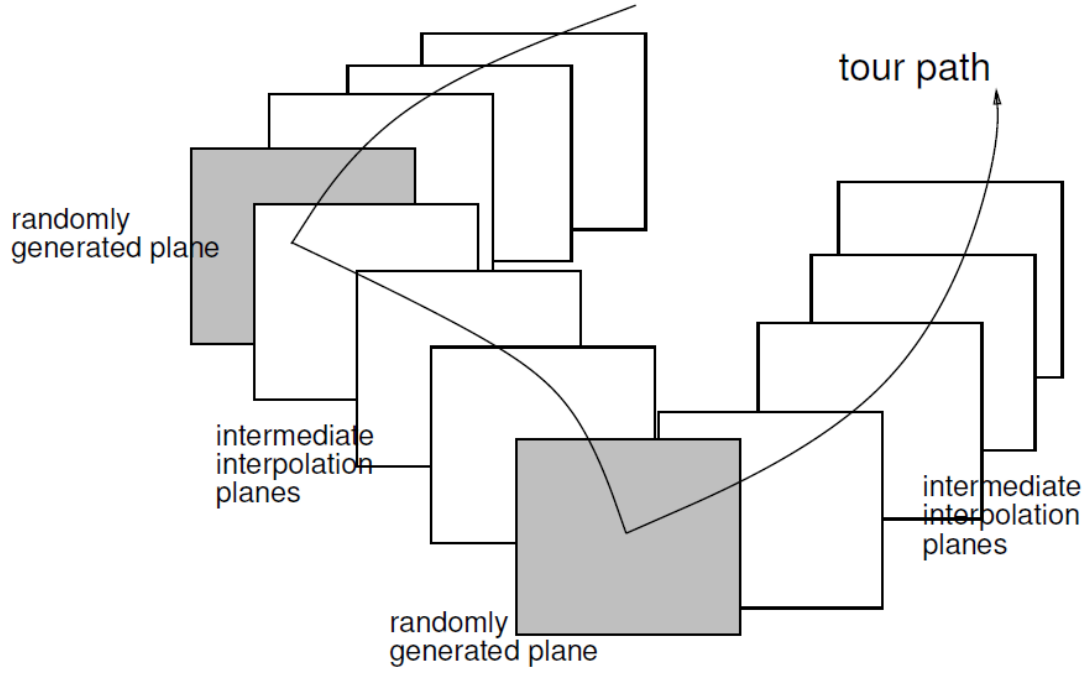 tour path
randomly
generated plane
intermediate
interpolation
planes
intermediate
interpolation
planes
randomly
generated plane